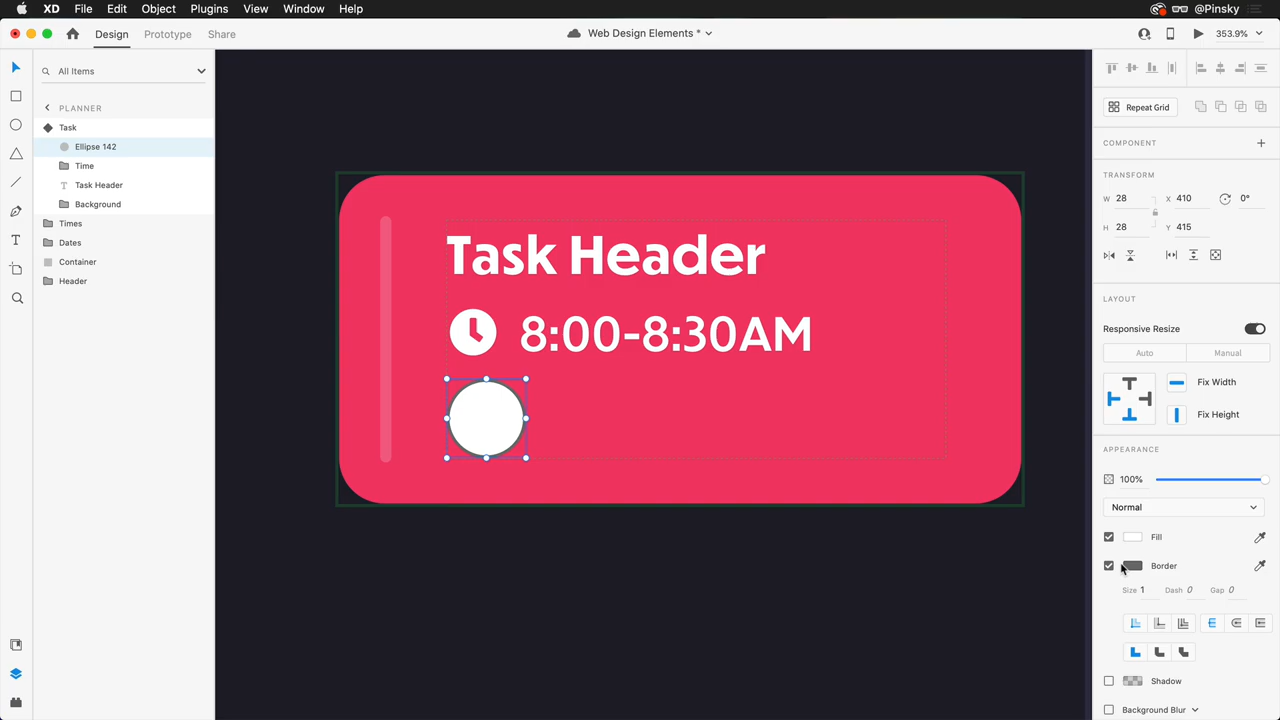 XD File Edit Object Plugins View Window Help @Pinsky
Design Prototype Share Web Design Elements * 353.9%
All Items
PLANNER
Task
Ellipse 142
Time
Task Header
Background
Times
Dates
Container
Header
Task Header
8:00-8:30AM
Repeat Grid
COMPONENT
TRANSFORM
W 28 X 410 0°
H 28 Y 415
LAYOUT
Responsive Resize
Auto Manual
Fix Width
Fix Height
APPEARANCE
100%
Normal
Fill
Border
Size 1 Dash 0 Gap 0
Shadow
Background Blur